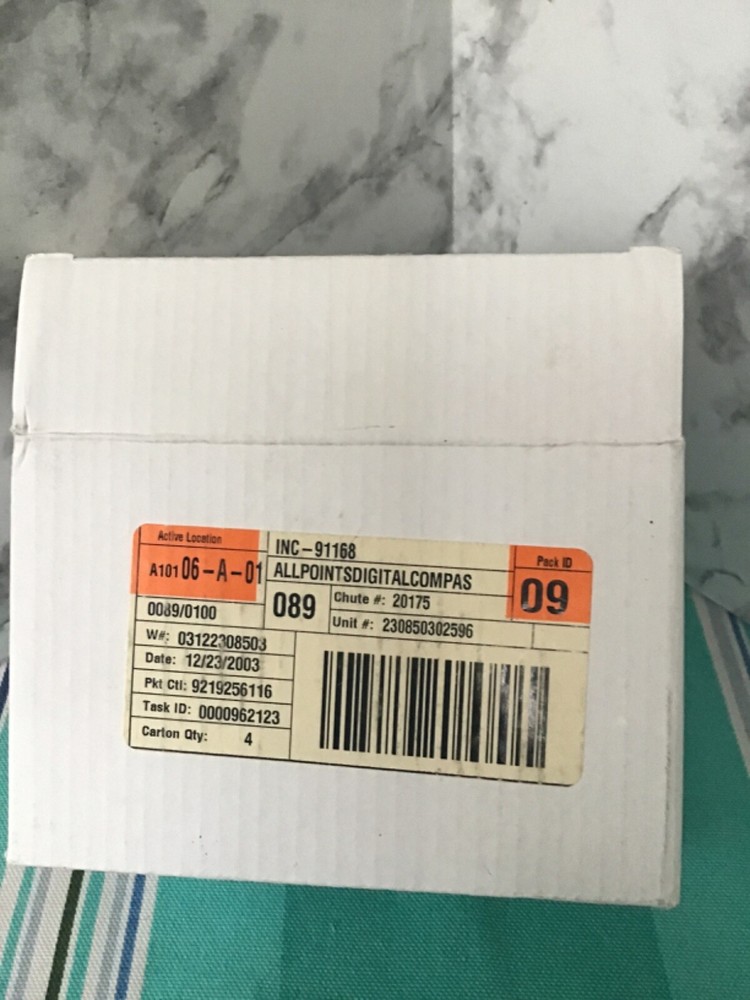 Active Location
A101 06-A-01
INC-91168
ALLPOINTSDIGITALCOMPAS
Pack ID
09
0089/0100
089
Chute #: 20175
Unit #: 230850302596
W#: 03122308503
Date: 12/23/2003
Pkt Ctl: 9219256116
Task ID: 0000962123
Carton Qty: 4